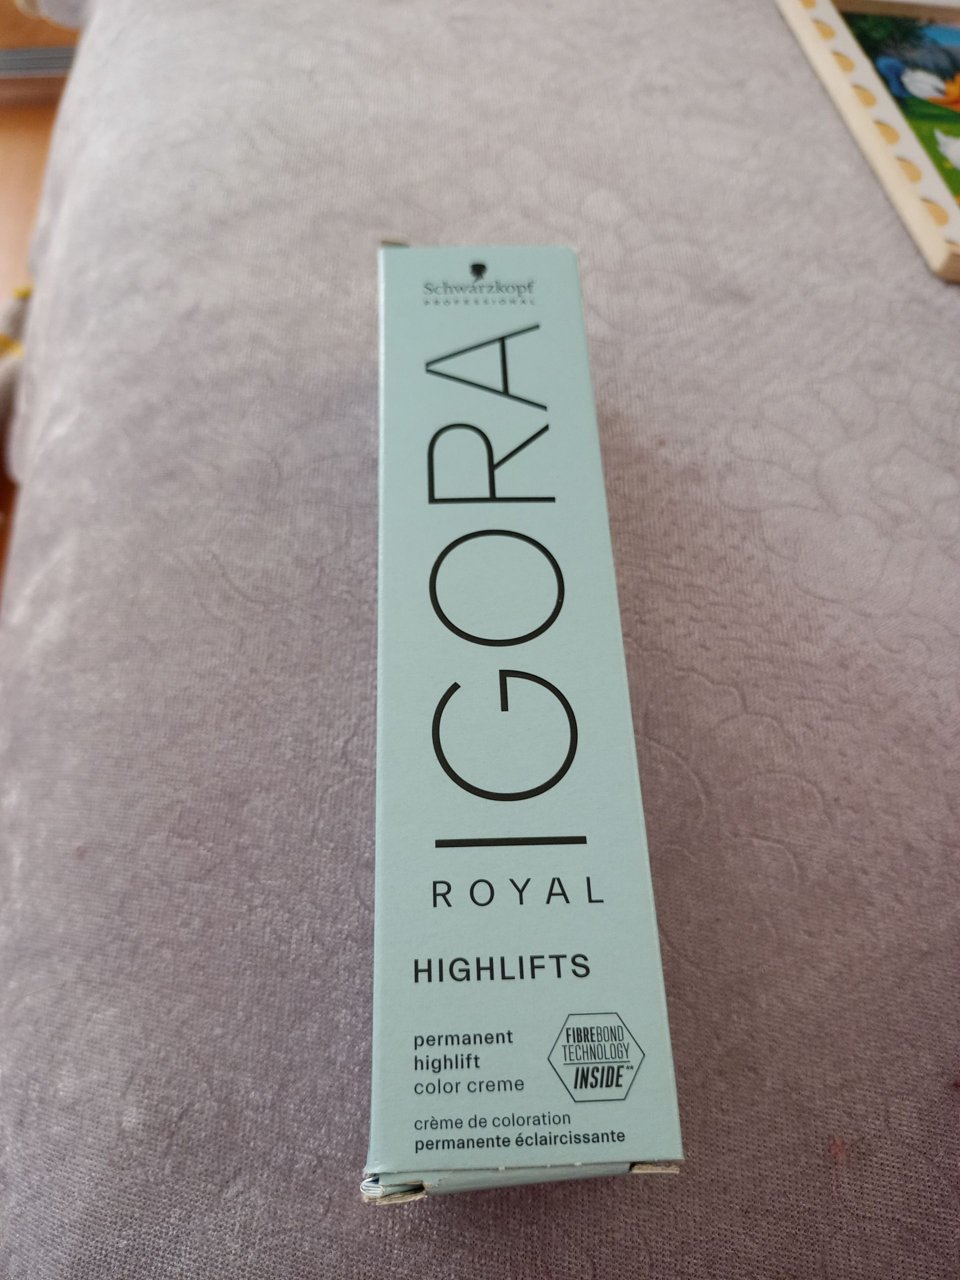 Schwarzkopf
PROFESSIONAL
IGORA
ROYAL
HIGHLIFTS
permanent
highlift
color creme
FIBREBOND
TECHNOLOGY
INSIDE**
crème de coloration
permanente éclaircissante